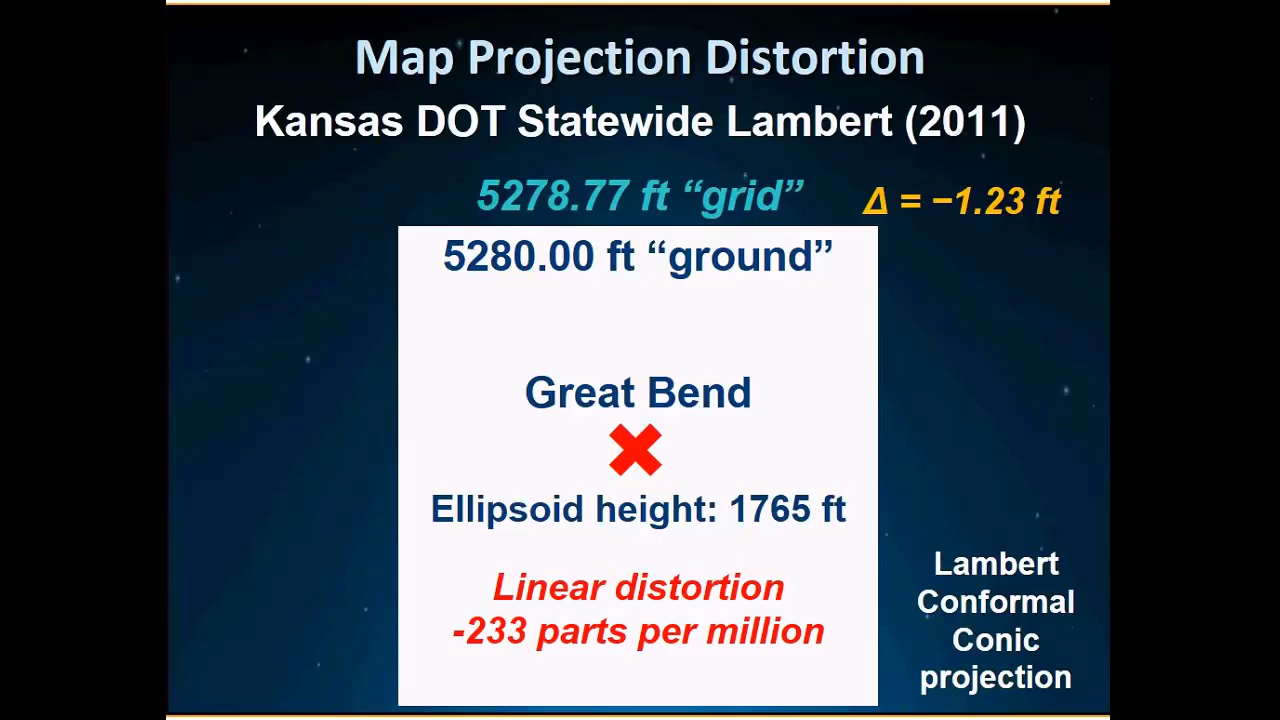 Map Projection Distortion
Kansas DOT Statewide Lambert (2011)
5278.77 ft “grid”
Δ = −1.23 ft
5280.00 ft “ground”
Great Bend
Ellipsoid height: 1765 ft
Linear distortion
-233 parts per million
Lambert
Conformal
Conic
projection